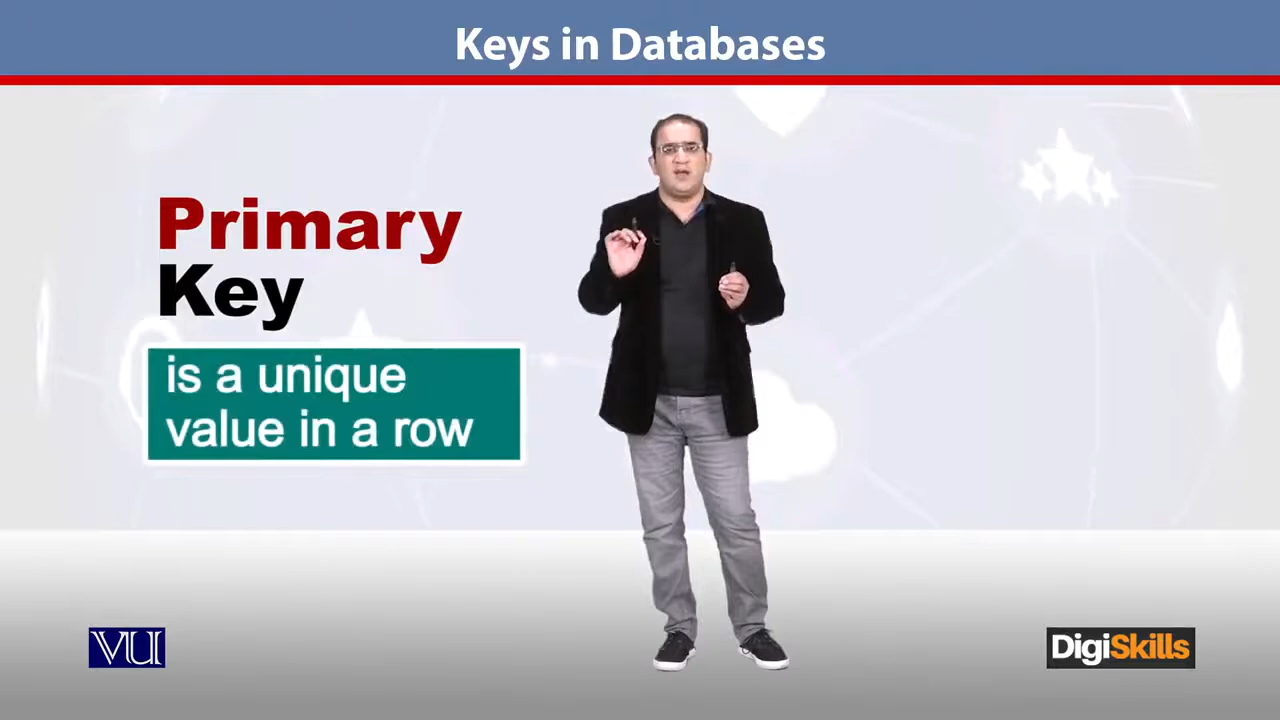 Keys in Databases
Primary
Key
is a unique
value in a row
VU
DigiSkills